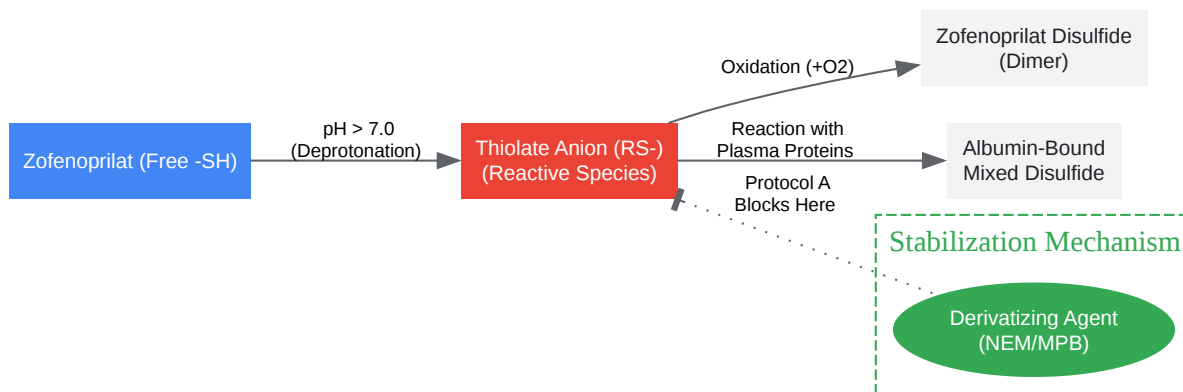 Zofenoprilat (Free -SH)
pH > 7.0
(Deprotonation)
Thiolate Anion (RS-)
(Reactive Species)
Oxidation (+O2)
Zofenoprilat Disulfide
(Dimer)
Reaction with
Plasma Proteins
Albumin-Bound
Mixed Disulfide
Protocol A
Blocks Here
Stabilization Mechanism
Derivatizing Agent
(NEM/MPB)